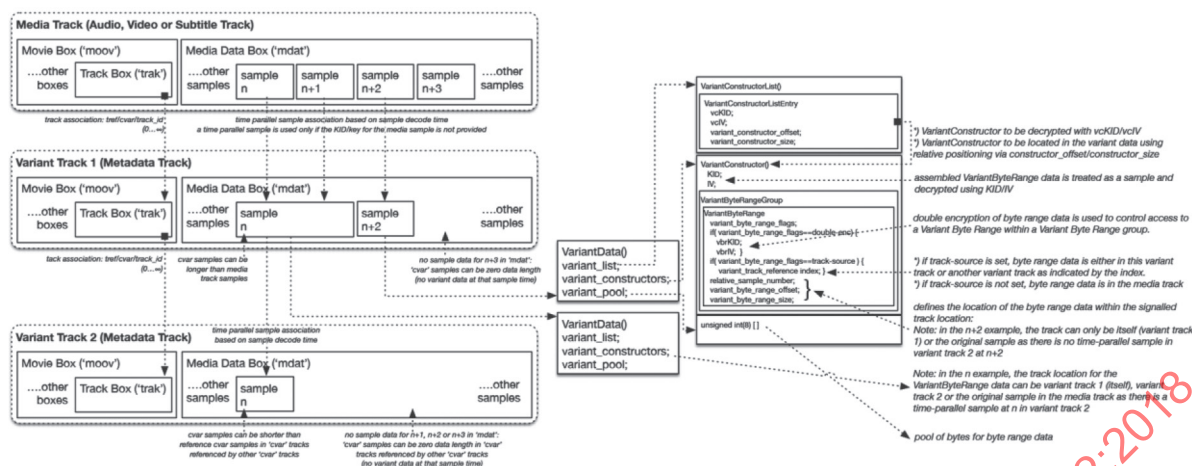 Media Track (Audio, Video or Subtitle Track)
Movie Box ('moov')
....other
boxes
Track Box ('trak')
Media Data Box ('mdat')
....other
samples
sample
n
sample
n+1
sample
n+2
sample
n+3
....other
samples
track association: tref/cvar/track_id
(0...∞)
time parallel sample association based on sample decode time
a time parallel sample is used only if the KID/key for the media sample is not provided
Variant Track 1 (Metadata Track)
Movie Box ('moov')
....other
boxes
Track Box ('trak')
Media Data Box ('mdat')
....other
samples
sample
n
sample
n+2
....other
samples
tack association: tref/cvar/track_id
(0...∞)
cvar samples can be
longer than media
track samples
no sample data for n+3 in 'mdat':
'cvar' samples can be zero data length
(no variant data at that sample time)
time parallel sample association
based on sample decode time
Variant Track 2 (Metadata Track)
Movie Box ('moov')
....other
boxes
Track Box ('trak')
Media Data Box ('mdat')
....other
samples
sample
n
....other
samples
cvar samples can be shorter than
reference cvar samples in 'cvar' tracks
referenced by other 'cvar' tracks
no sample data for n+1, n+2 or n+3 in 'mdat':
'cvar' samples can be zero data length in 'cvar'
tracks referenced by other 'cvar' tracks
(no variant data at that sample time)
VariantData()
variant_list;
variant_constructors;
variant_pool;
VariantData()
variant_list;
variant_constructors;
variant_pool;
VariantConstructorList()
VariantConstructorListEntry
vcKID;
vcIV;
variant_constructor_offset;
variant_constructor_size;
VariantConstructor()
KID;
IV;
VariantByteRangeGroup
VariantByteRange
variant_byte_range_flags;
if( variant_byte_range_flags==double-enc) {
vbrKID;
vbrIV; }
if( variant_byte_range_flags==track-source ) {
variant_track_reference index; }
relative_sample_number;
variant_byte_range_offset;
variant_byte_range_size;
unsigned int(8) [ ]
*) VariantConstructor to be decrypted with vcKID/vcIV
*) VariantConstructor to be located in the variant data using
relative positioning via constructor_offset/constructor_size
assembled VariantByteRange data is treated as a sample and
decrypted using KID/IV
double encryption of byte range data is used to control access to
a Variant Byte Range within a Variant Byte Range group.
*) if track-source is set, byte range data is either in this variant
track or another variant track as indicated by the index.
*) if track-source is not set, byte range data is in the media track
defines the location of the byte range data within the signalled
track location:
Note: in the n+2 example, the track can only be itself (variant track
1) or the original sample as there is no time-parallel sample in
variant track 2 at n+2
Note: in the n example, the track location for the
VariantByteRange data can be variant track 1 (itself), variant
track 2 or the original sample in the media track as there is a
time-parallel sample at n in variant track 2
pool of bytes for byte range data
:2018